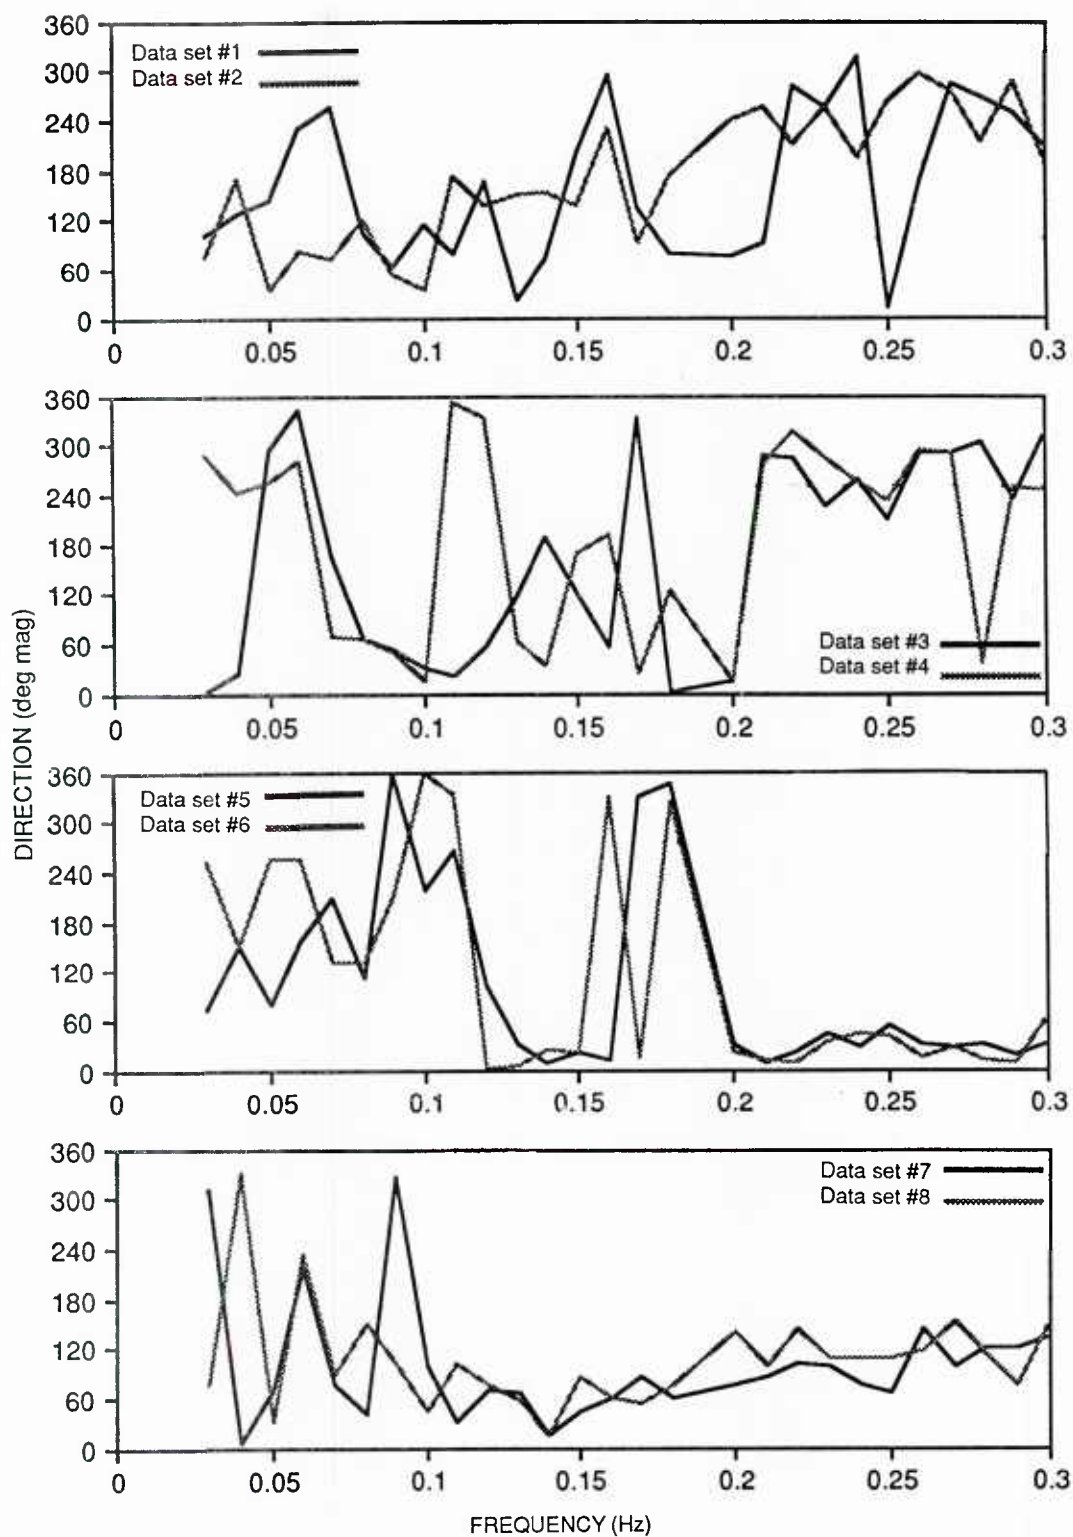 360
300
240
180
120
60
0
Data set #1
Data set #2
0 0.05 0.1 0.15 0.2 0.25 0.3
360
300
240
180
120
60
0
Data set #3
Data set #4
0 0.05 0.1 0.15 0.2 0.25 0.3
DIRECTION (deg mag)
360
300
240
180
120
60
0
Data set #5
Data set #6
0 0.05 0.1 0.15 0.2 0.25 0.3
360
300
240
180
120
60
0
Data set #7
Data set #8
0 0.05 0.1 0.15 0.2 0.25 0.3
FREQUENCY (Hz)